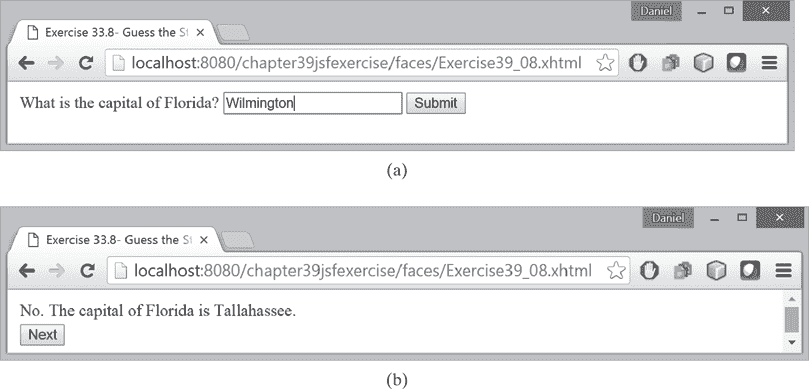 Daniel
Exercise 33.8- Guess the St
localhost:8080/chapter39jsfexercise/faces/Exercise39_08.xhtml
What is the capital of Florida? Wilmington Submit
(a)
Daniel
Exercise 33.8- Guess the St
localhost:8080/chapter39jsfexercise/faces/Exercise39_08.xhtml
No. The capital of Florida is Tallahassee.
Next
(b)